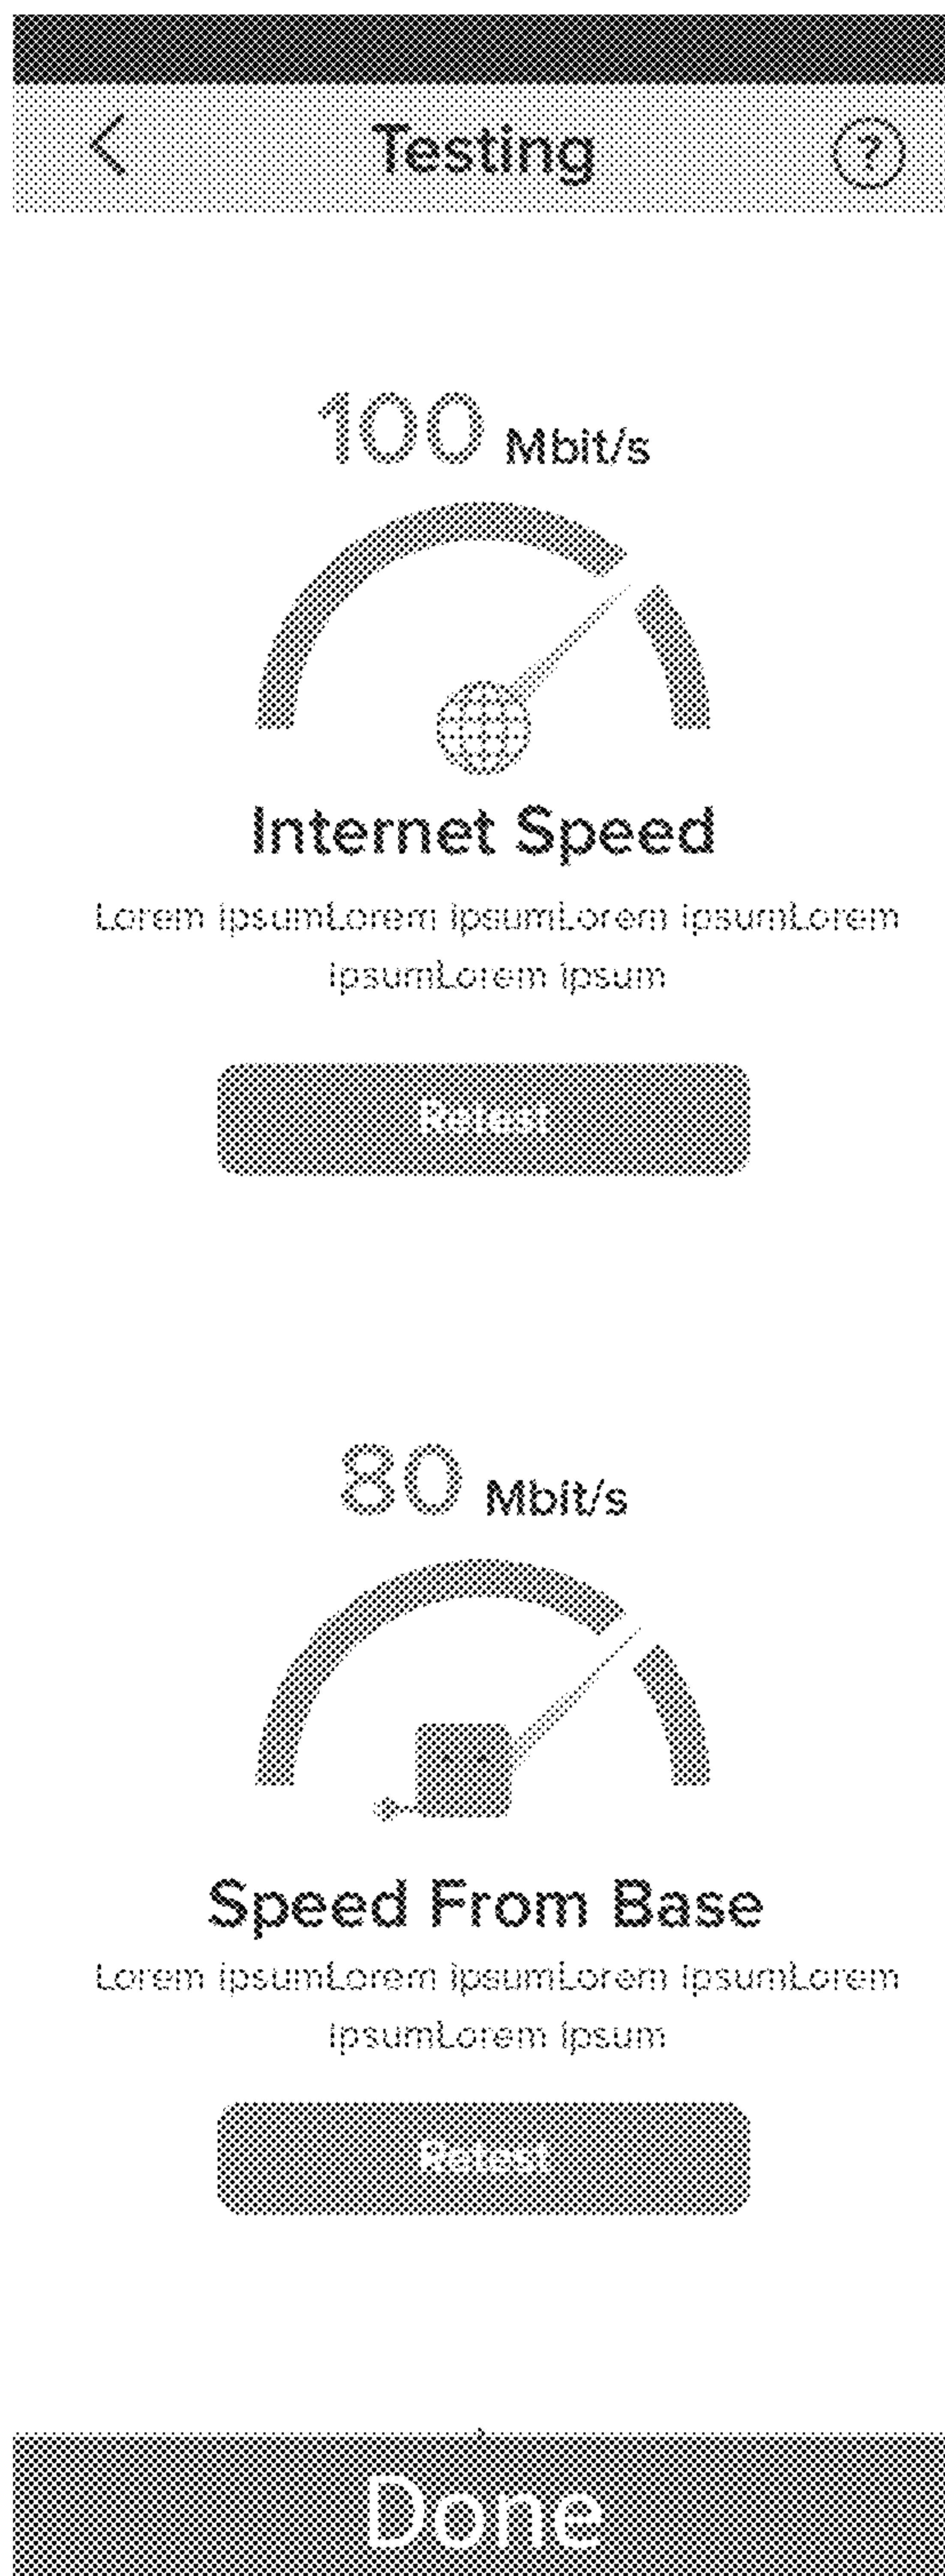 Testing
?
100 Mbit/s
Internet Speed
Lorem ipsumLorem ipsumLorem ipsumLorem
ipsumLorem ipsum
Retest
80 Mbit/s
Speed From Base
Lorem ipsumLorem ipsumLorem ipsumLorem
ipsumLorem ipsum
Retest
Done